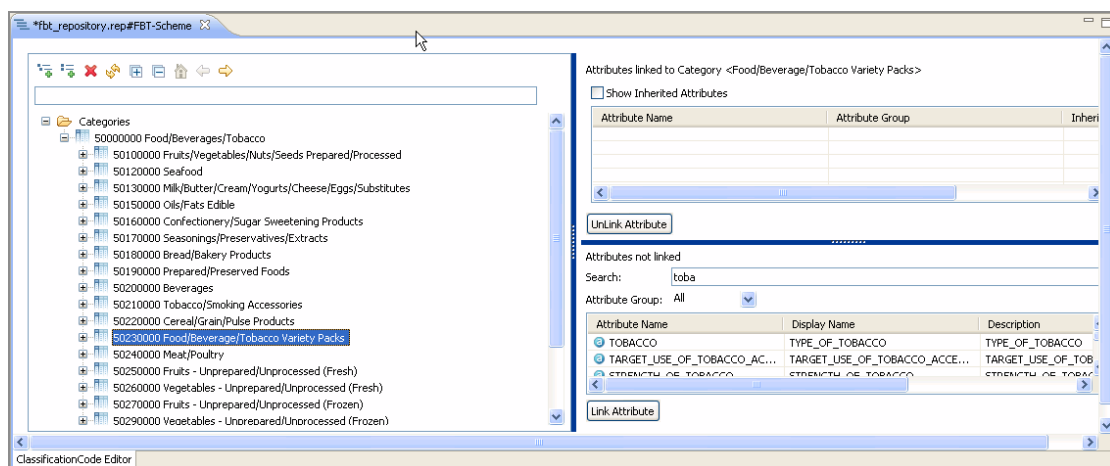 *fbt_repository.rep#FBT-Scheme
Categories
50000000 Food/Beverages/Tobacco
50100000 Fruits/Vegetables/Nuts/Seeds Prepared/Processed
50120000 Seafood
50130000 Milk/Butter/Cream/Yogurts/Cheese/Eggs/Substitutes
50150000 Oils/Fats Edible
50160000 Confectionery/Sugar Sweetening Products
50170000 Seasonings/Preservatives/Extracts
50180000 Bread/Bakery Products
50190000 Prepared/Preserved Foods
50200000 Beverages
50210000 Tobacco/Smoking Accessories
50220000 Cereal/Grain/Pulse Products
50230000 Food/Beverage/Tobacco Variety Packs
50240000 Meat/Poultry
50250000 Fruits - Unprepared/Unprocessed (Fresh)
50260000 Vegetables - Unprepared/Unprocessed (Fresh)
50270000 Fruits - Unprepared/Unprocessed (Frozen)
50290000 Vegetables - Unprepared/Unprocessed (Frozen)
Attributes linked to Category <Food/Beverage/Tobacco Variety Packs>
Show Inherited Attributes
Attribute Name Attribute Group Inheri
UnLink Attribute
Attributes not linked
Search: toba
Attribute Group: All
Attribute Name Display Name Description
TOBACCO TYPE_OF_TOBACCO TYPE_OF_TOBACCO
TARGET_USE_OF_TOBACCO_AC... TARGET_USE_OF_TOBACCO_ACCE... TARGET_USE_OF_TOB
STRENGTH_OF_TOBACCO STRENGTH_OF_TOBACCO STRENGTH_OF_TOBAC
Link Attribute
ClassificationCode Editor